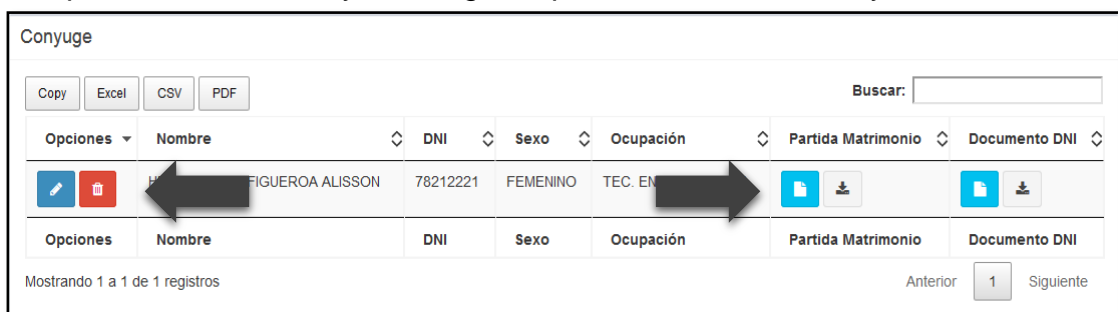 Conyuge
Copy Excel CSV PDF Buscar:
Opciones Nombre DNI Sexo Ocupación Partida Matrimonio Documento DNI
FIGUEROA ALISSON 78212221 FEMENINO TEC.
Opciones Nombre DNI Sexo Ocupación Partida Matrimonio Documento DNI
Mostrando 1 a 1 de 1 registros Anterior 1 Siguiente